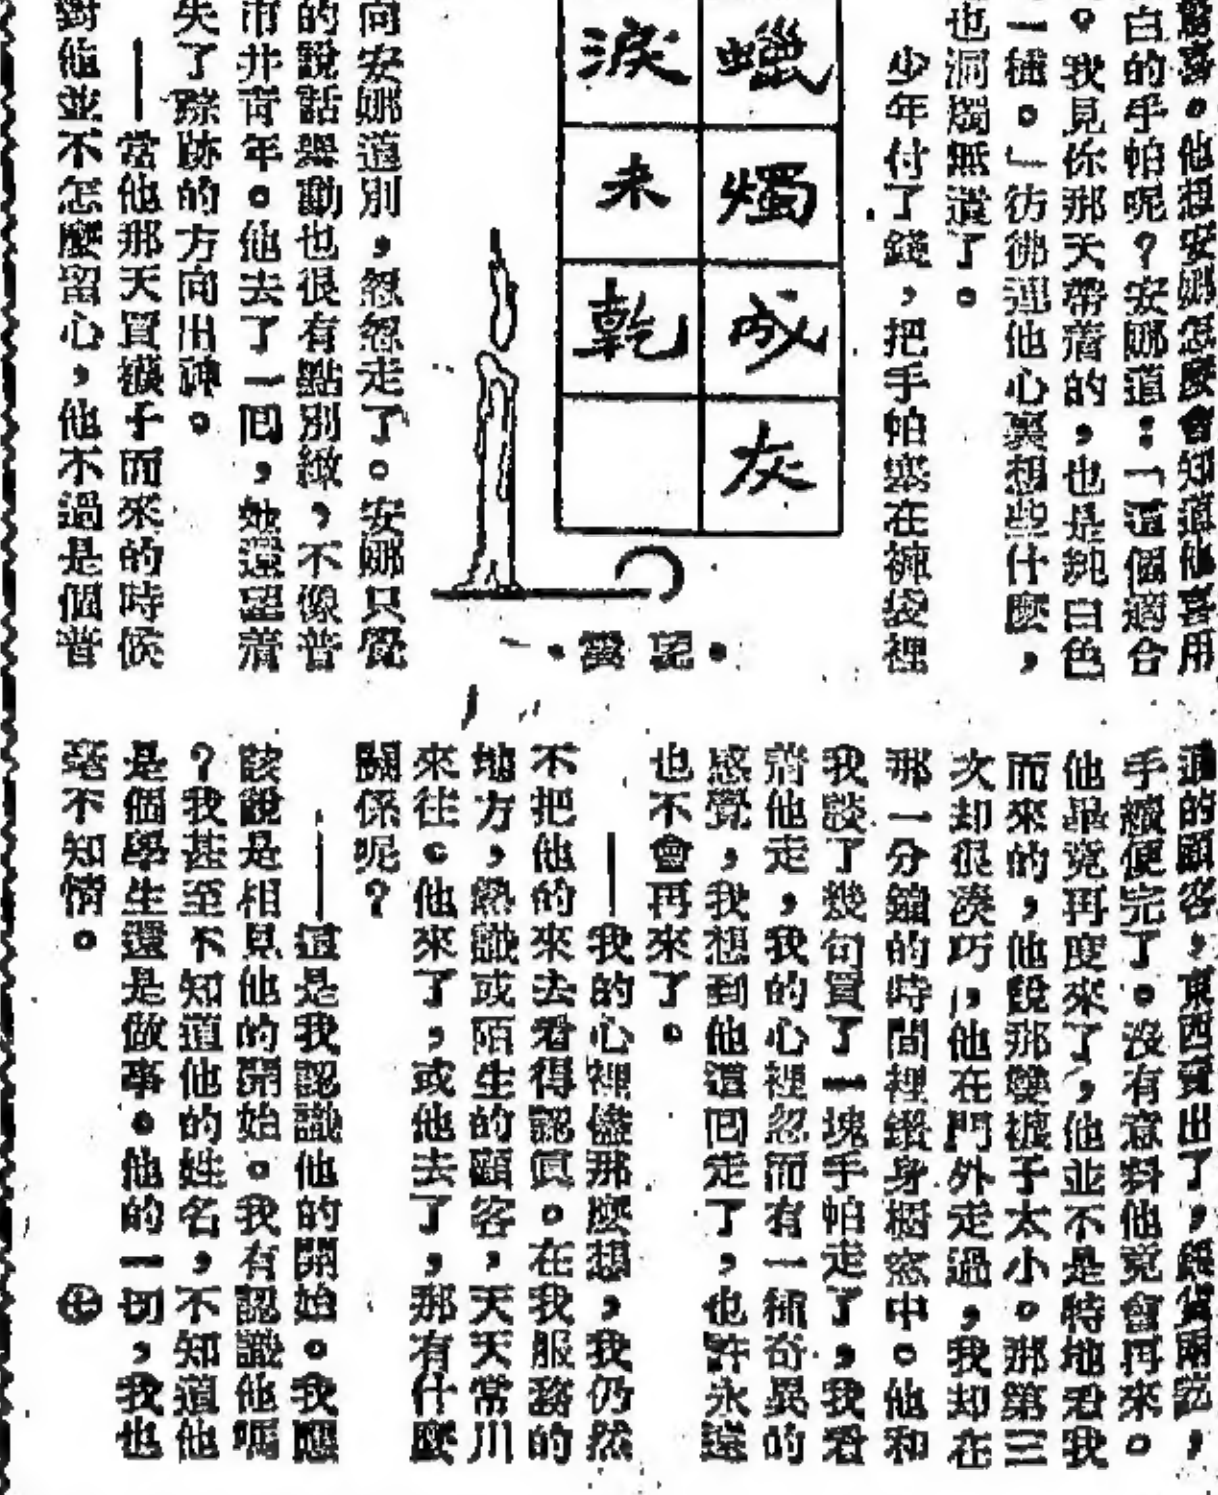 驚喜。他想安娜怎麼會知道他喜用
白的手帕呢？安娜道：「這個適合
。我見你那天帶着的，也是純白色
一種。」彷彿連他心裏想些什麼，
也洞燭無遺了。
少年付了錢，把手帕塞在褲袋裡
蠟燭成灰
淚未乾
一．雲記．
向安娜道別，忽忽走了。安娜只覺
的說話舉動也很有點別緻，不像普
市井青年。他去了一回，她還望着
失了蹤跡的方向出神。
——當他那天買襪子而來的時候
對他並不怎麼留心，他不過是個普
通的顧客，東西賣出了，錢貨兩訖，
手續便完了。沒有意料他竟會再來。
他畢竟再度來了，他並不是特地看我
而來的，他說那雙襪子太小。那第三
次却很湊巧，他在門外走過，我却在
那一分鐘的時間裡鑽身櫥窓中。他和
我談了幾句買了一塊手帕走了，我看
着他走，我的心裡忽而有一種奇異的
感覺，我想到他這回走了，也許永遠
也不會再來了。
——我的心裡儘那麼想，我仍然
不把他的來去看得認眞。在我服務的
地方，熟識或陌生的顧客，天天常川
來往。他來了，或他去了，那有什麼
關係呢？
——這是我認識他的開始。我應
該說是相見他的開始。我有認識他嗎
？我甚至不知道他的姓名，不知道他
是個學生還是做事。他的一切，我也
毫不知情。　㊆